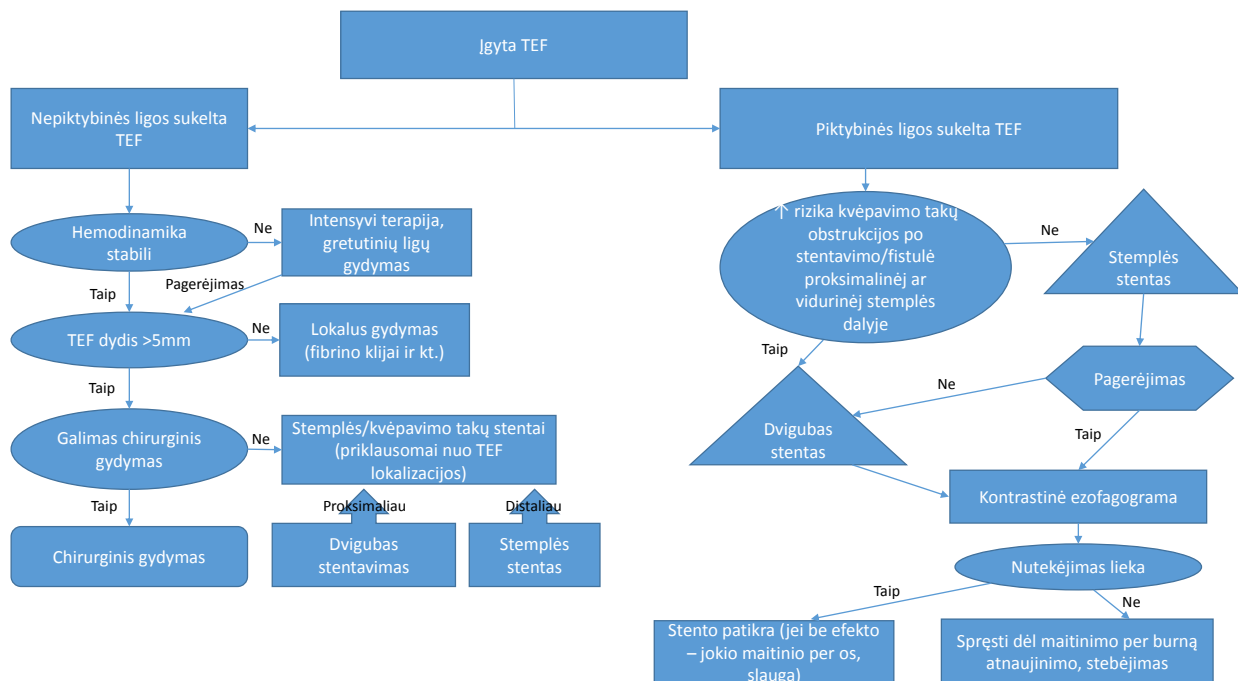 Įgyta TEF
Nepiktybinės ligos sukelta
TEF
Piktybinės ligos sukelta TEF
Hemodinamika
stabili
Ne
Intensyvi terapija,
gretutinių ligų
gydymas
Taip
Pagerėjimas
TEF dydis >5mm
Ne
Lokalus gydymas
(fibrino klijai ir kt.)
Taip
Galimas chirurginis
gydymas
Ne
Stemplės/kvėpavimo takų stentai
(priklausomai nuo TEF
lokalizacijos)
Taip
Proksimaliau
Distaliau
Chirurginis gydymas
Dvigubas
stentavimas
Stemplės
stentas
↑ rizika kvėpavimo takų
obstrukcijos po
stentavimo/fistulė
proksimalinėj ar
vidurinėj stemplės
dalyje
Ne
Stemplės
stentas
Taip
Ne
Pagerėjimas
Dvigubas
stentas
Taip
Kontrastinė ezofagograma
Nutekėjimas lieka
Taip
Ne
Stento patikra (jei be efekto
– jokio maitinio per os,
slauga)
Spręsti dėl maitinimo per burną
atnaujinimo, stebėjimas